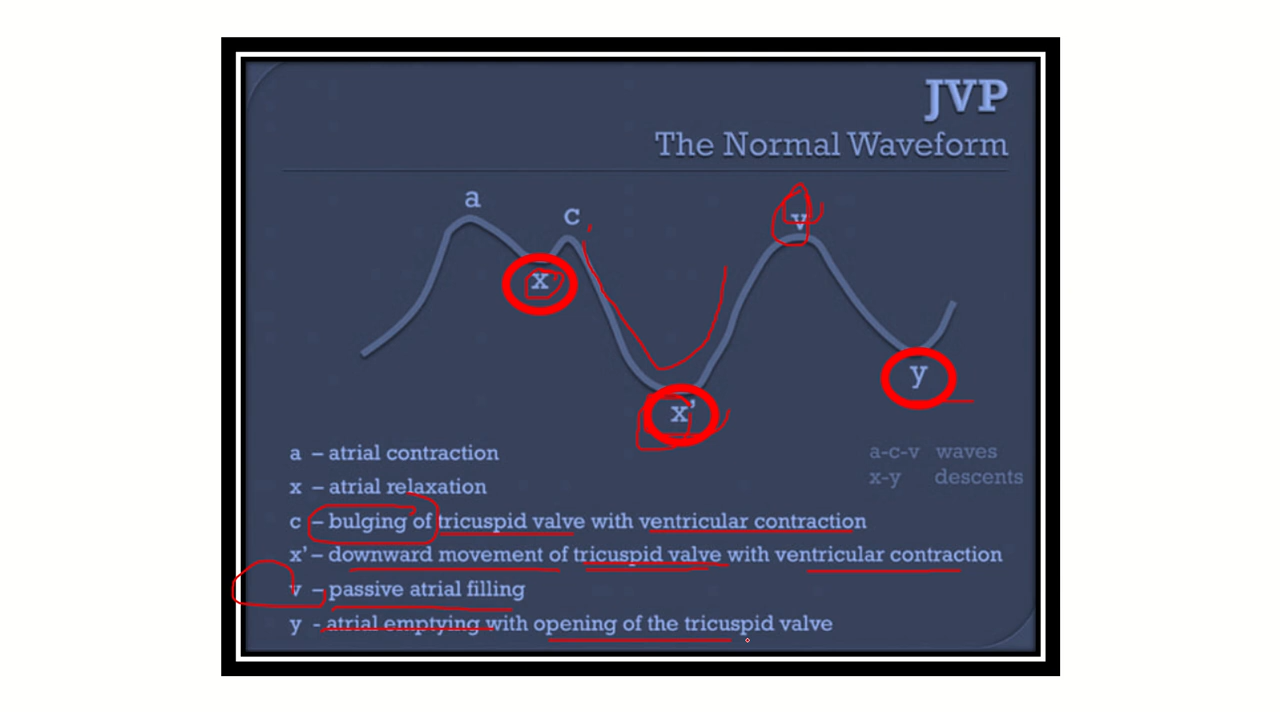 JVP
The Normal Waveform
a
c
v
x
x’
y
a – atrial contraction
x – atrial relaxation
c – bulging of tricuspid valve with ventricular contraction
x’ – downward movement of tricuspid valve with ventricular contraction
v – passive atrial filling
y - atrial emptying with opening of the tricuspid valve
a-c-v waves
x-y descents